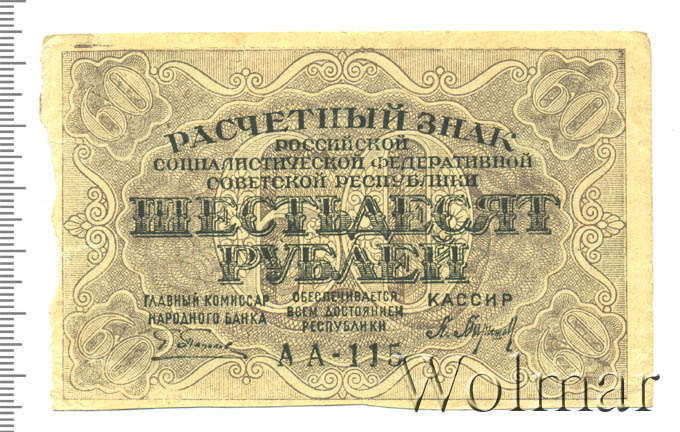 60 60
РАСЧЕТНЫЙ ЗНАК
РОССИЙСКОЙ
СОЦИАЛИСТИЧЕСКОЙ ФЕДЕРАТИВНОЙ
СОВЕТСКОЙ РЕСПУБЛИКИ
60
ШЕСТЬДЕСЯТ
РУБЛЕЙ
ГЛАВНЫЙ КОМИССАР
НАРОДНОГО БАНКА
ОБЕСПЕЧИВАЕТСЯ
ВСЕМ ДОСТОЯНИЕМ
РЕСПУБЛИКИ
КАССИР
АА-115
60 60
Wolmar